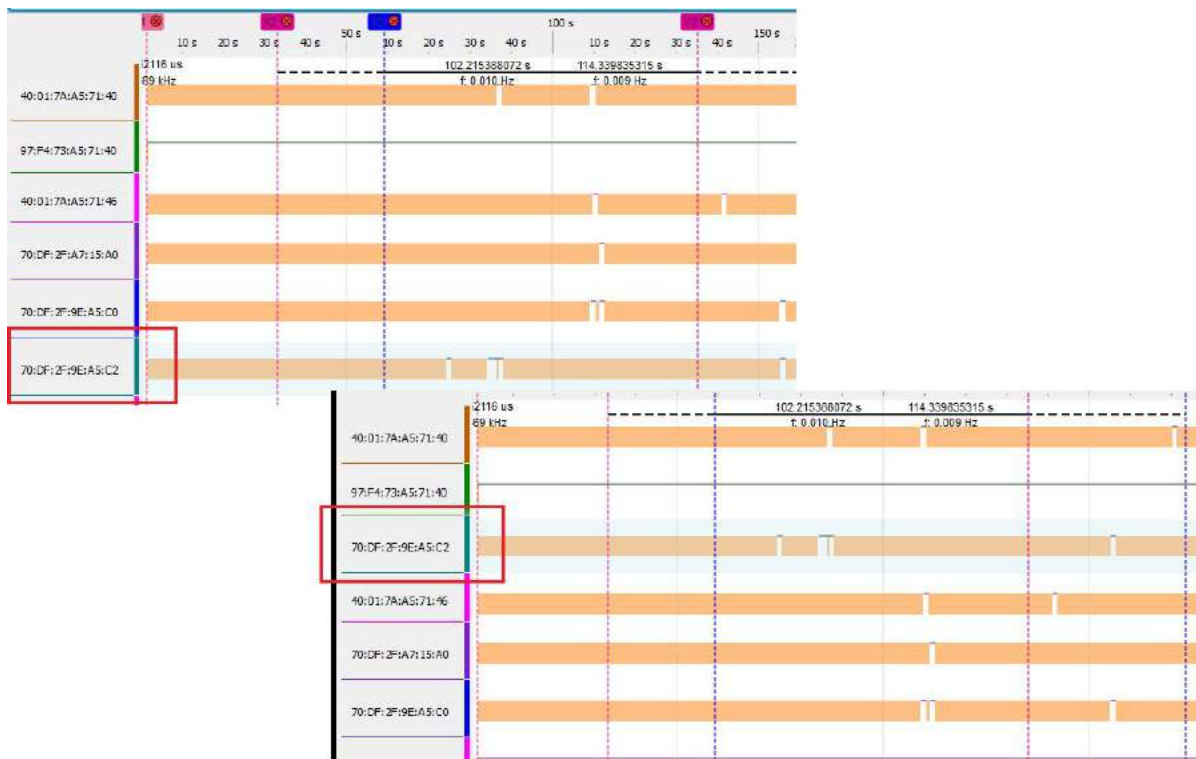 100 s
50 s 150 s
10 s 20 s 30 s 40 s 10 s 20 s 30 s 40 s 10 s 20 s 30 s 40 s
2116 us 102.215388072 s 114.339835315 s
89 kHz f: 0.010 Hz f: 0.009 Hz
40:01:7A:A5:71:40
97:F4:73:A5:71:40
40:01:7A:A5:71:46
70:DF:2F:A7:15:A0
70:DF:2F:9E:A5:C0
70:DF:2F:9E:A5:C2
2116 us 102.215388072 s 114.339835315 s
89 kHz f: 0.010 Hz f: 0.009 Hz
40:01:7A:A5:71:40
97:F4:73:A5:71:40
70:DF:2F:9E:A5:C2
40:01:7A:A5:71:46
70:DF:2F:A7:15:A0
70:DF:2F:9E:A5:C0